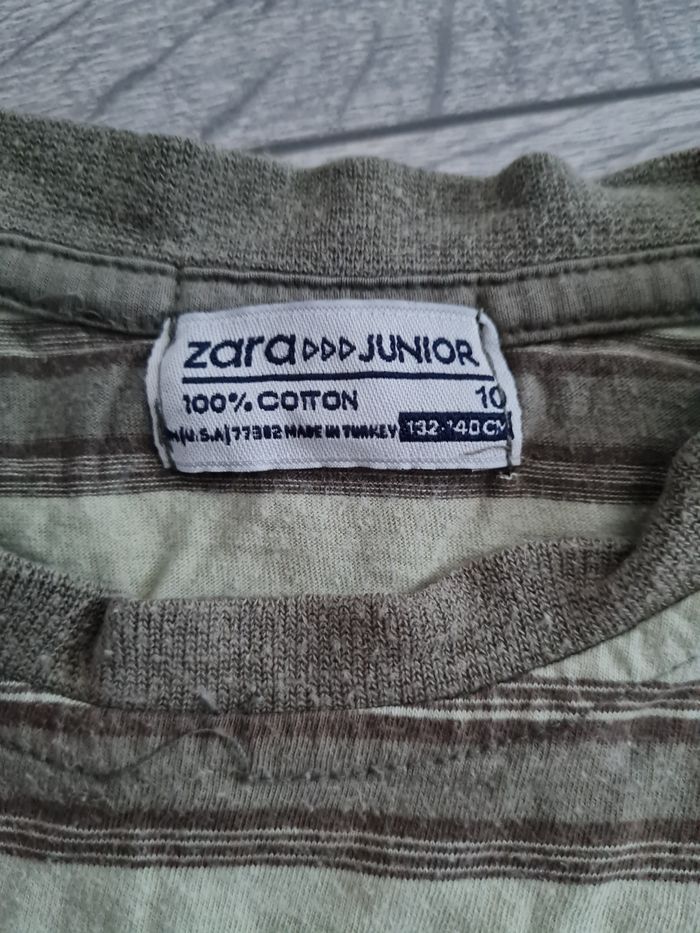 zara▷▷▷JUNIOR
100% COTTON 10
U.S.A|77382 MADE IN TURKEY 132-140 CM